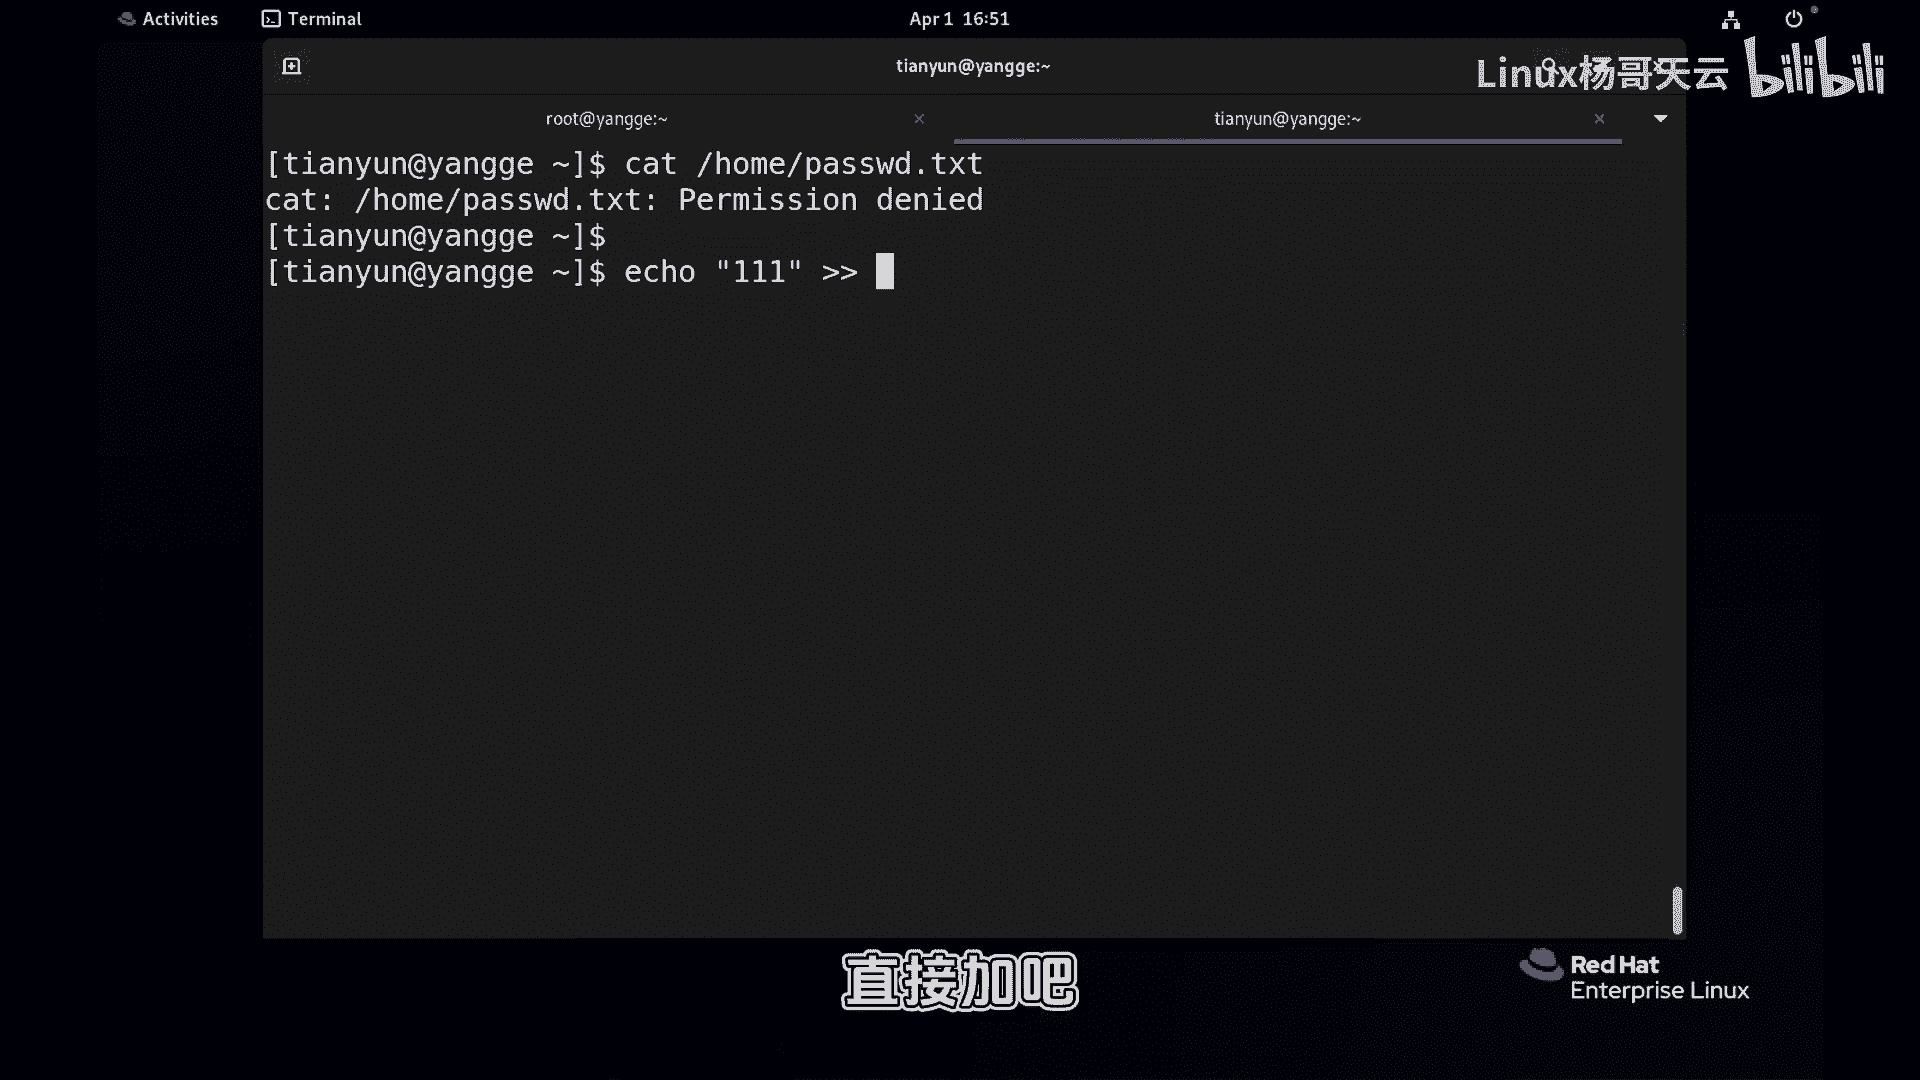 Activities
Terminal
Apr 1 16:51
tianyun@yangge:~
Linux杨哥天云 bilibili
root@yangge:~
tianyun@yangge:~
[tianyun@yangge ~]$ cat /home/passwd.txt
cat: /home/passwd.txt: Permission denied
[tianyun@yangge ~]$
[tianyun@yangge ~]$ echo "111" >>
直接加吧
Red Hat
Enterprise Linux